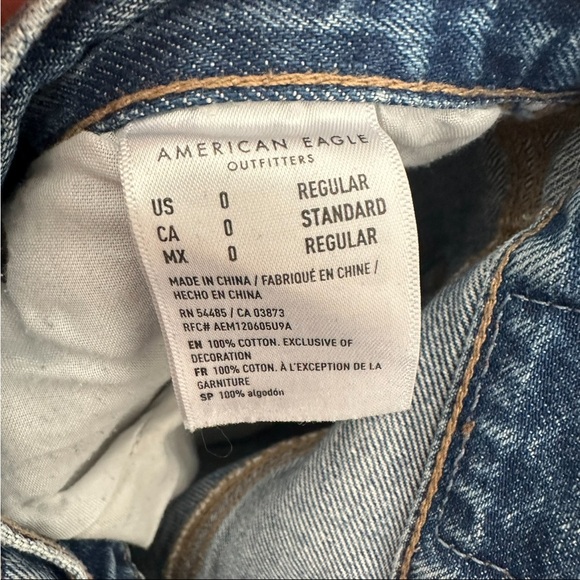 AMERICAN EAGLE
OUTFITTERS
US 0 REGULAR
CA 0 STANDARD
MX 0 REGULAR
MADE IN CHINA / FABRIQUÉ EN CHINE /
HECHO EN CHINA
RN 54485 / CA 03873
RFC# AEM120605U9A
EN 100% COTTON. EXCLUSIVE OF
DECORATION
FR 100% COTON. À L'EXCEPTION DE LA
GARNITURE
SP 100% algodón